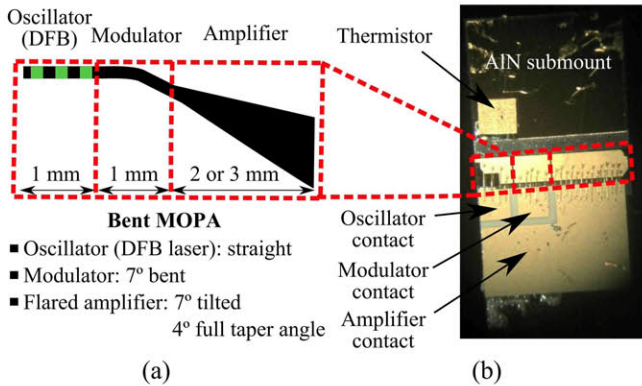 Oscillator
(DFB) Modulator Amplifier
1 mm 1 mm 2 or 3 mm
Bent MOPA
■ Oscillator (DFB laser): straight
■ Modulator: 7º bent
■ Flared amplifier: 7º tilted
4º full taper angle
(a)
Thermistor
AlN submount
Oscillator
contact
Modulator
contact
Amplifier
contact
(b)